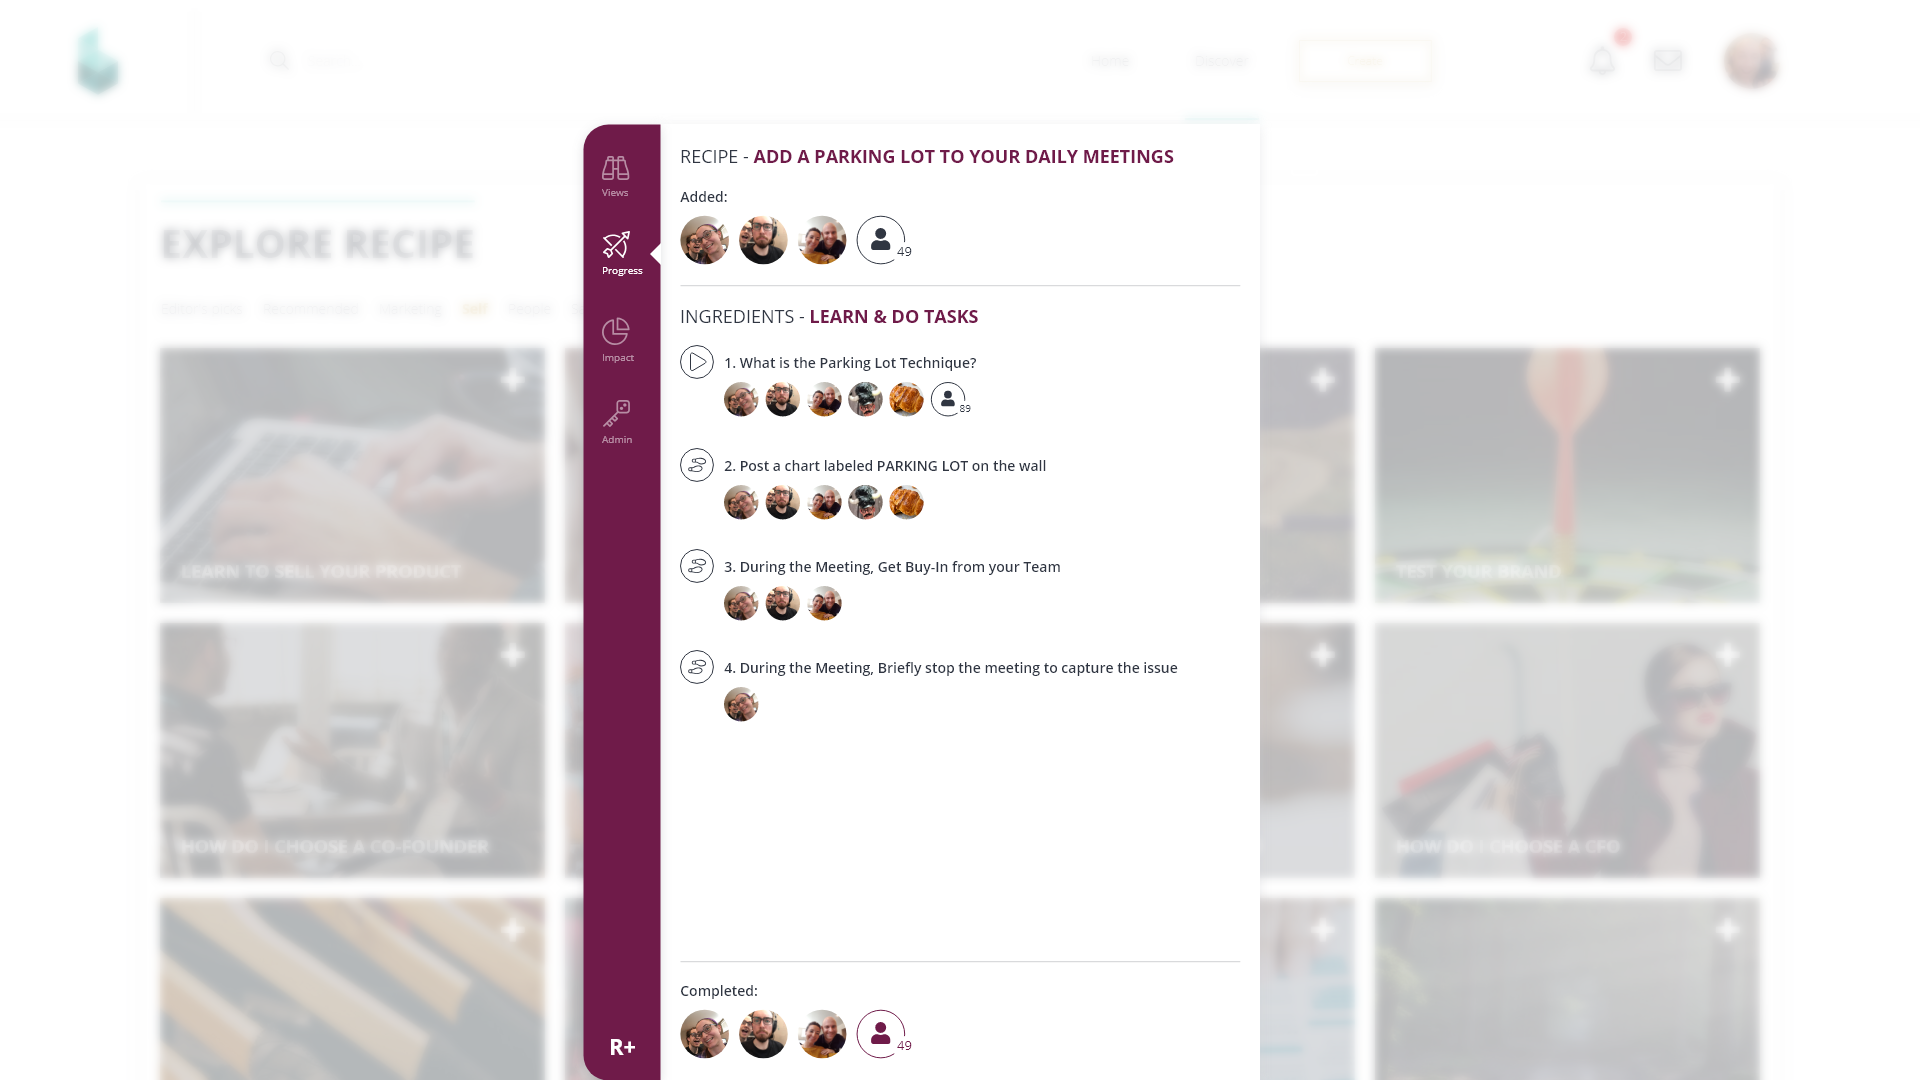 Home
Discover
EXPLORE RECIPE
Recommended
Self
LEARN TO SELL YOUR PRODUCT
TEST YOUR BRAND
HOW DO I CHOOSE A CO-FOUNDER
HOW DO I CHOOSE A CFO
Views
Progress
Impact
Admin
R+
RECIPE - ADD A PARKING LOT TO YOUR DAILY MEETINGS
Added:
49
INGREDIENTS - LEARN & DO TASKS
1. What is the Parking Lot Technique?
89
2. Post a chart labeled PARKING LOT on the wall
3. During the Meeting, Get Buy-In from your Team
4. During the Meeting, Briefly stop the meeting to capture the issue
Completed:
49